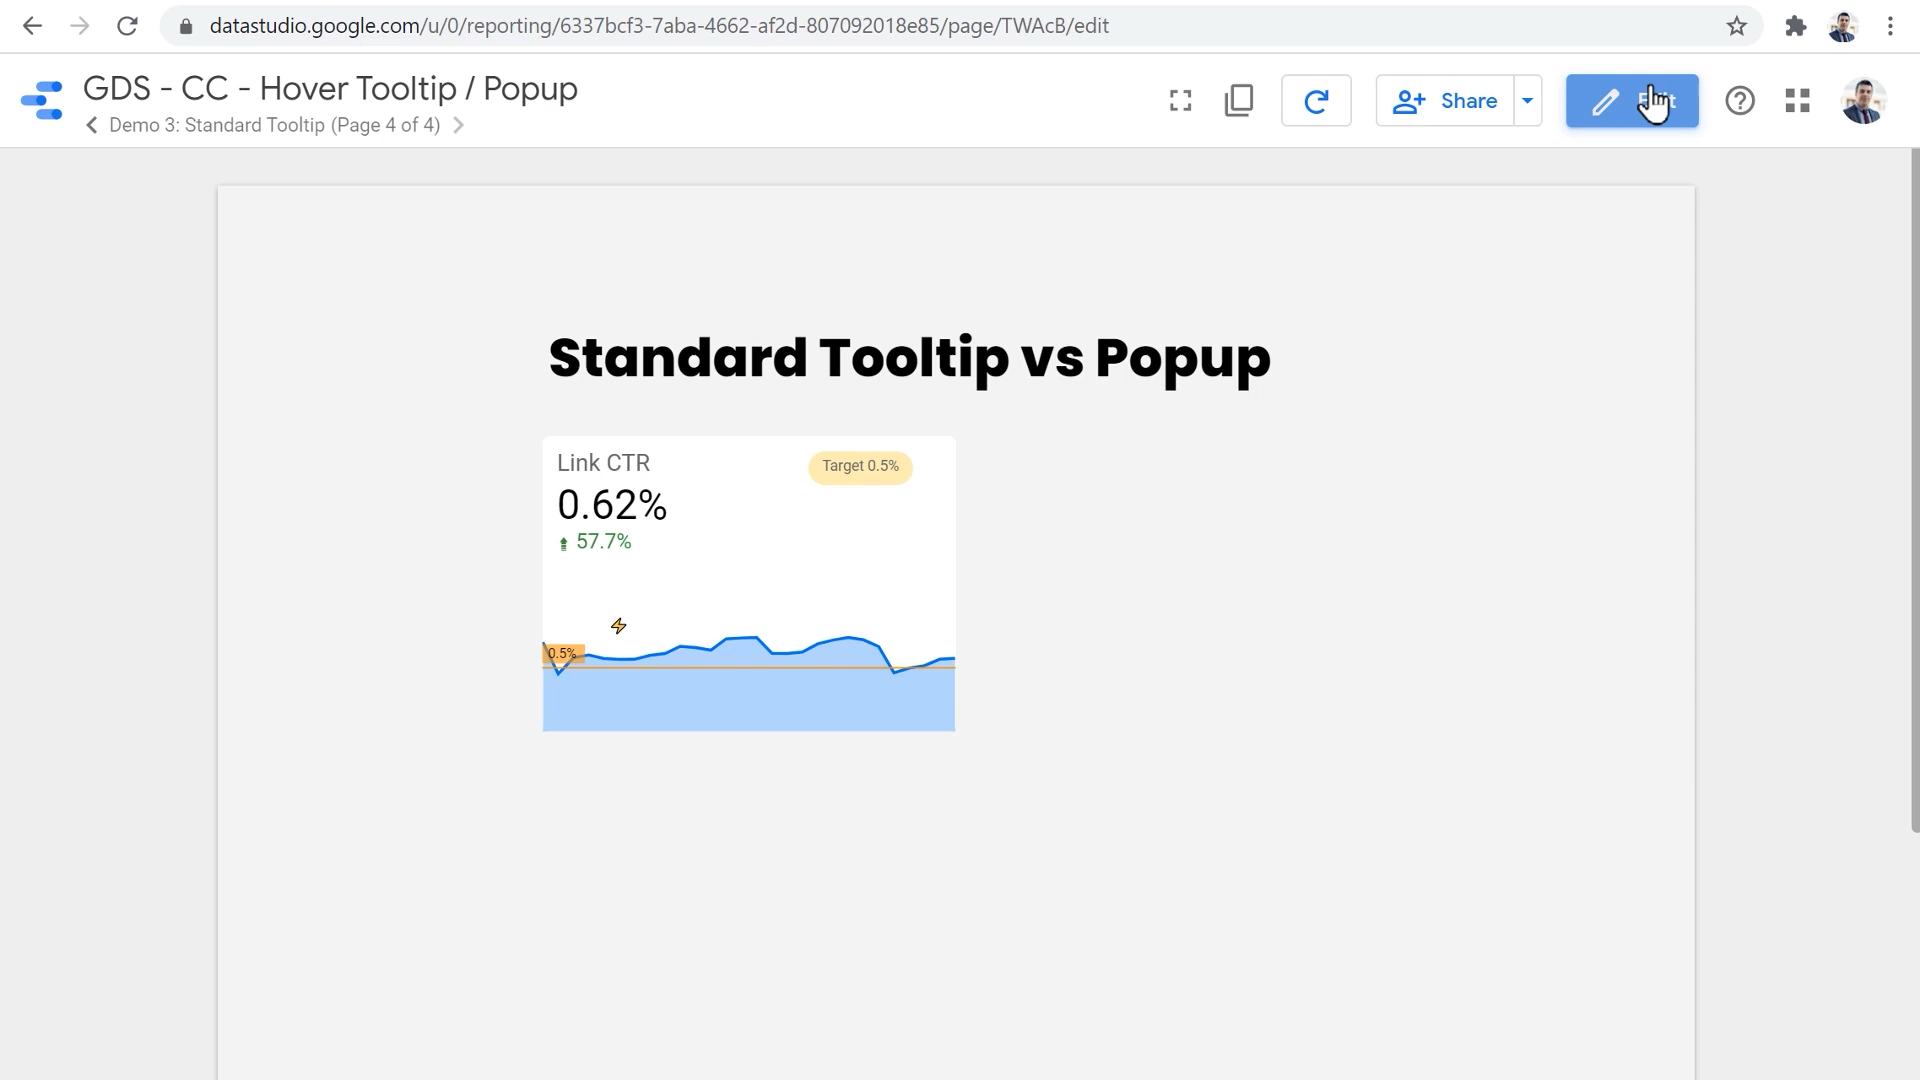 datastudio.google.com/u/0/reporting/6337bcf3-7aba-4662-af2d-807092018e85/page/TWAcB/edit
GDS - CC - Hover Tooltip / Popup
Demo 3: Standard Tooltip (Page 4 of 4)
Share
Edit
Standard Tooltip vs Popup
Link CTR
Target 0.5%
0.62%
57.7%
0.5%